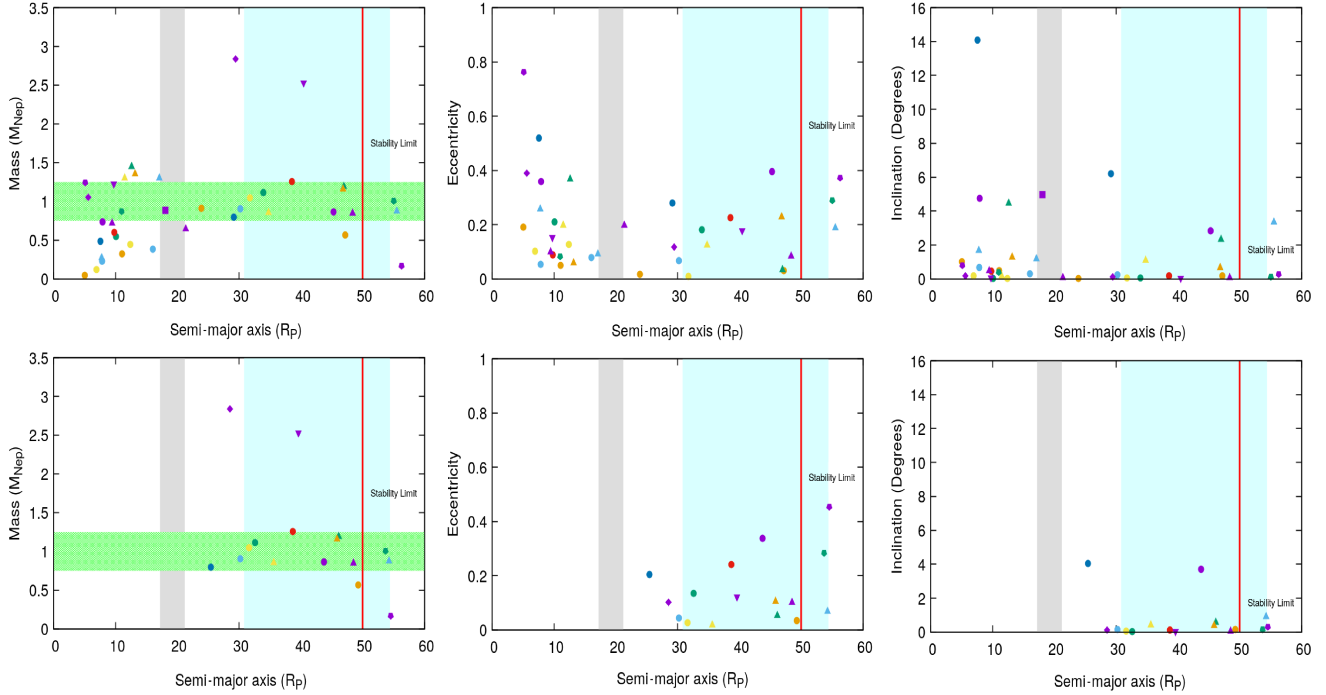 3.5
3
2.5
2
1.5
1
0.5
0
Mass (M_Nep)
Stability Limit
0 10 20 30 40 50 60
Semi-major axis (R_P)
1
0.8
0.6
0.4
0.2
0
Eccentricity
Stability Limit
0 10 20 30 40 50 60
Semi-major axis (R_P)
16
14
12
10
8
6
4
2
0
Inclination (Degrees)
Stability Limit
0 10 20 30 40 50 60
Semi-major axis (R_P)
3.5
3
2.5
2
1.5
1
0.5
0
Mass (M_Nep)
Stability Limit
0 10 20 30 40 50 60
Semi-major axis (R_P)
1
0.8
0.6
0.4
0.2
0
Eccentricity
Stability Limit
0 10 20 30 40 50 60
Semi-major axis (R_P)
16
14
12
10
8
6
4
2
0
Inclination (Degrees)
Stability Limit
0 10 20 30 40 50 60
Semi-major axis (R_P)